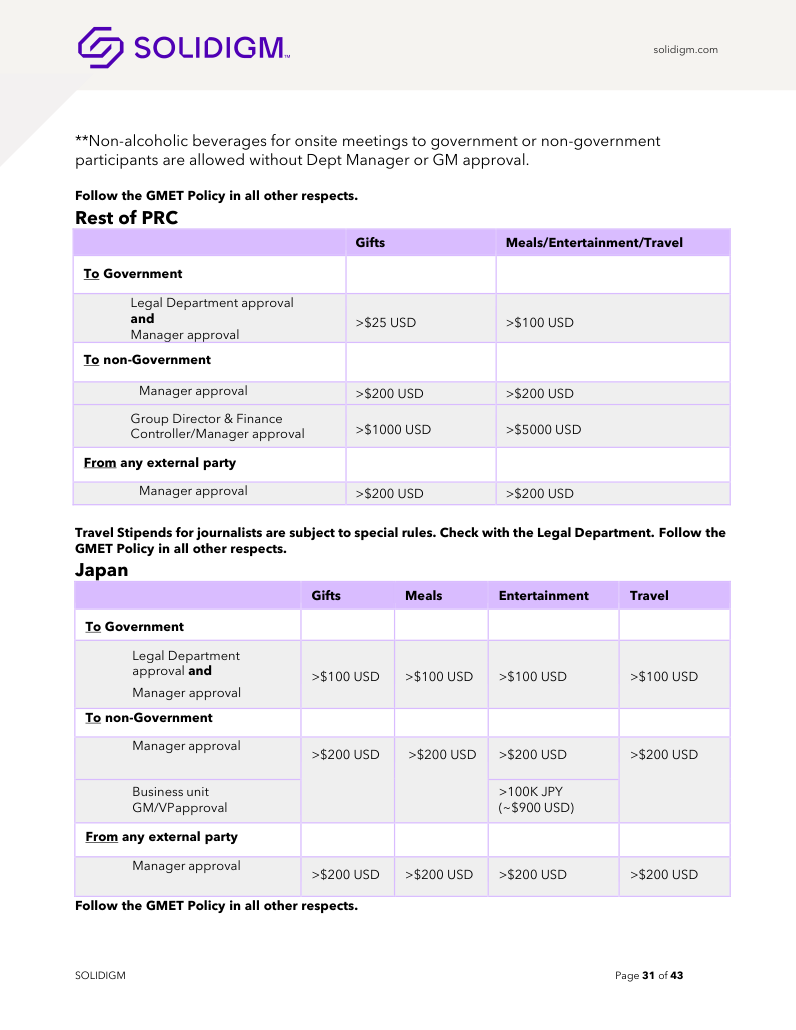 SOLIDIGM™
solidigm.com
**Non-alcoholic beverages for onsite meetings to government or non-government
participants are allowed without Dept Manager or GM approval.
Follow the GMET Policy in all other respects.
Rest of PRC
Gifts Meals/Entertainment/Travel
To Government
Legal Department approval
and
Manager approval
>$25 USD >$100 USD
To non-Government
Manager approval >$200 USD >$200 USD
Group Director & Finance
Controller/Manager approval
>$1000 USD >$5000 USD
From any external party
Manager approval >$200 USD >$200 USD
Travel Stipends for journalists are subject to special rules. Check with the Legal Department. Follow the
GMET Policy in all other respects.
Japan
Gifts Meals Entertainment Travel
To Government
Legal Department
approval and
Manager approval
>$100 USD >$100 USD >$100 USD >$100 USD
To non-Government
Manager approval >$200 USD >$200 USD >$200 USD >$200 USD
Business unit
GM/VPapproval
>100K JPY
(~$900 USD)
From any external party
Manager approval >$200 USD >$200 USD >$200 USD >$200 USD
Follow the GMET Policy in all other respects.
SOLIDIGM Page 31 of 43